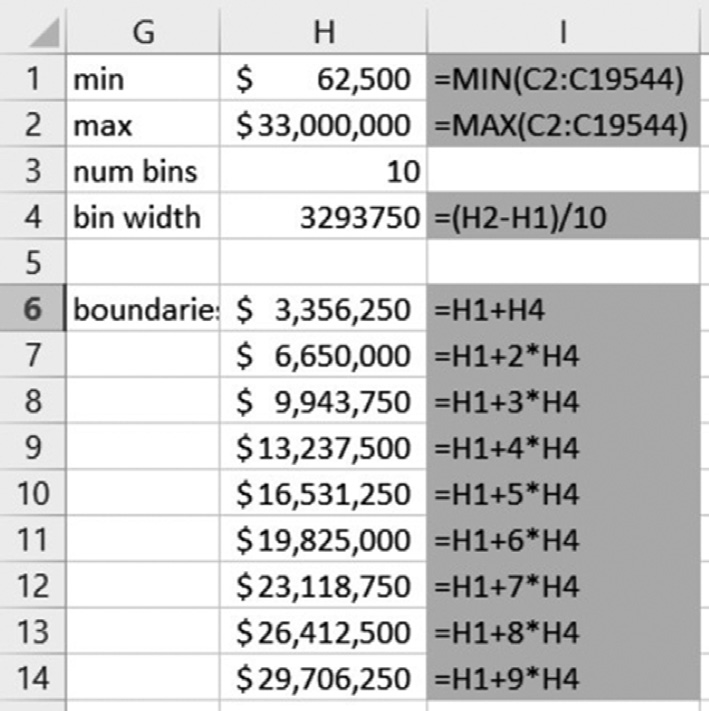 G H I
1 min $ 62,500 =MIN(C2:C19544)
2 max $33,000,000 =MAX(C2:C19544)
3 num bins 10
4 bin width 3293750 =(H2-H1)/10
5
6 boundaries $ 3,356,250 =H1+H4
7 $ 6,650,000 =H1+2*H4
8 $ 9,943,750 =H1+3*H4
9 $13,237,500 =H1+4*H4
10 $16,531,250 =H1+5*H4
11 $19,825,000 =H1+6*H4
12 $23,118,750 =H1+7*H4
13 $26,412,500 =H1+8*H4
14 $29,706,250 =H1+9*H4